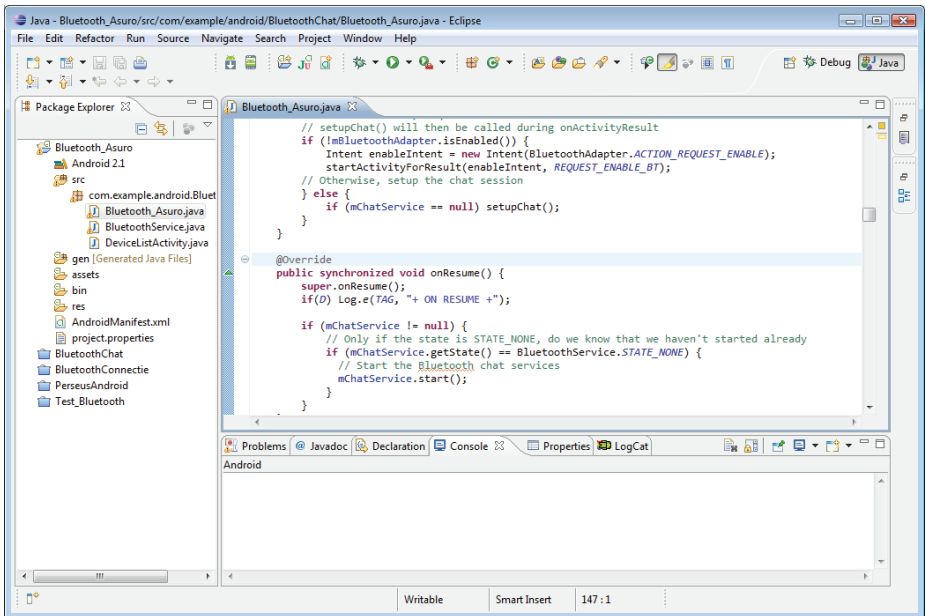 Java - Bluetooth_Asuro/src/com/example/android/BluetoothChat/Bluetooth_Asuro.java - Eclipse
File Edit Refactor Run Source Navigate Search Project Window Help
Debug Java
Package Explorer
Bluetooth_Asuro
Android 2.1
src
com.example.android.Bluet
Bluetooth_Asuro.java
BluetoothService.java
DeviceListActivity.java
gen [Generated Java Files]
assets
bin
res
AndroidManifest.xml
project.properties
BluetoothChat
BluetoothConnectie
PerseusAndroid
Test_Bluetooth
Bluetooth_Asuro.java
// setupChat() will then be called during onActivityResult
if (!mBluetoothAdapter.isEnabled()) {
Intent enableIntent = new Intent(BluetoothAdapter.ACTION_REQUEST_ENABLE);
startActivityForResult(enableIntent, REQUEST_ENABLE_BT);
// Otherwise, setup the chat session
} else {
if (mChatService == null) setupChat();
}
}
@Override
public synchronized void onResume() {
super.onResume();
if(D) Log.e(TAG, "+ ON RESUME +");
if (mChatService != null) {
// Only if the state is STATE_NONE, do we know that we haven't started already
if (mChatService.getState() == BluetoothService.STATE_NONE) {
// Start the Bluetooth chat services
mChatService.start();
}
}
Problems @ Javadoc Declaration Console Properties LogCat
Android
Writable Smart Insert 147 : 1